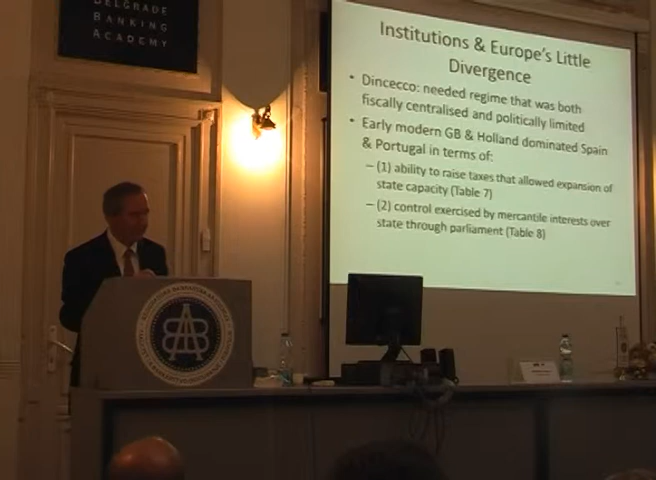 BELGRADE
BANKING
ACADEMY
Institutions & Europe's Little
Divergence
• Dincecco: needed regime that was both
fiscally centralised and politically limited
• Early modern GB & Holland dominated Spain
& Portugal in terms of:
– (1) ability to raise taxes that allowed expansion of
state capacity (Table 7)
– (2) control exercised by mercantile interests over
state through parliament (Table 8)